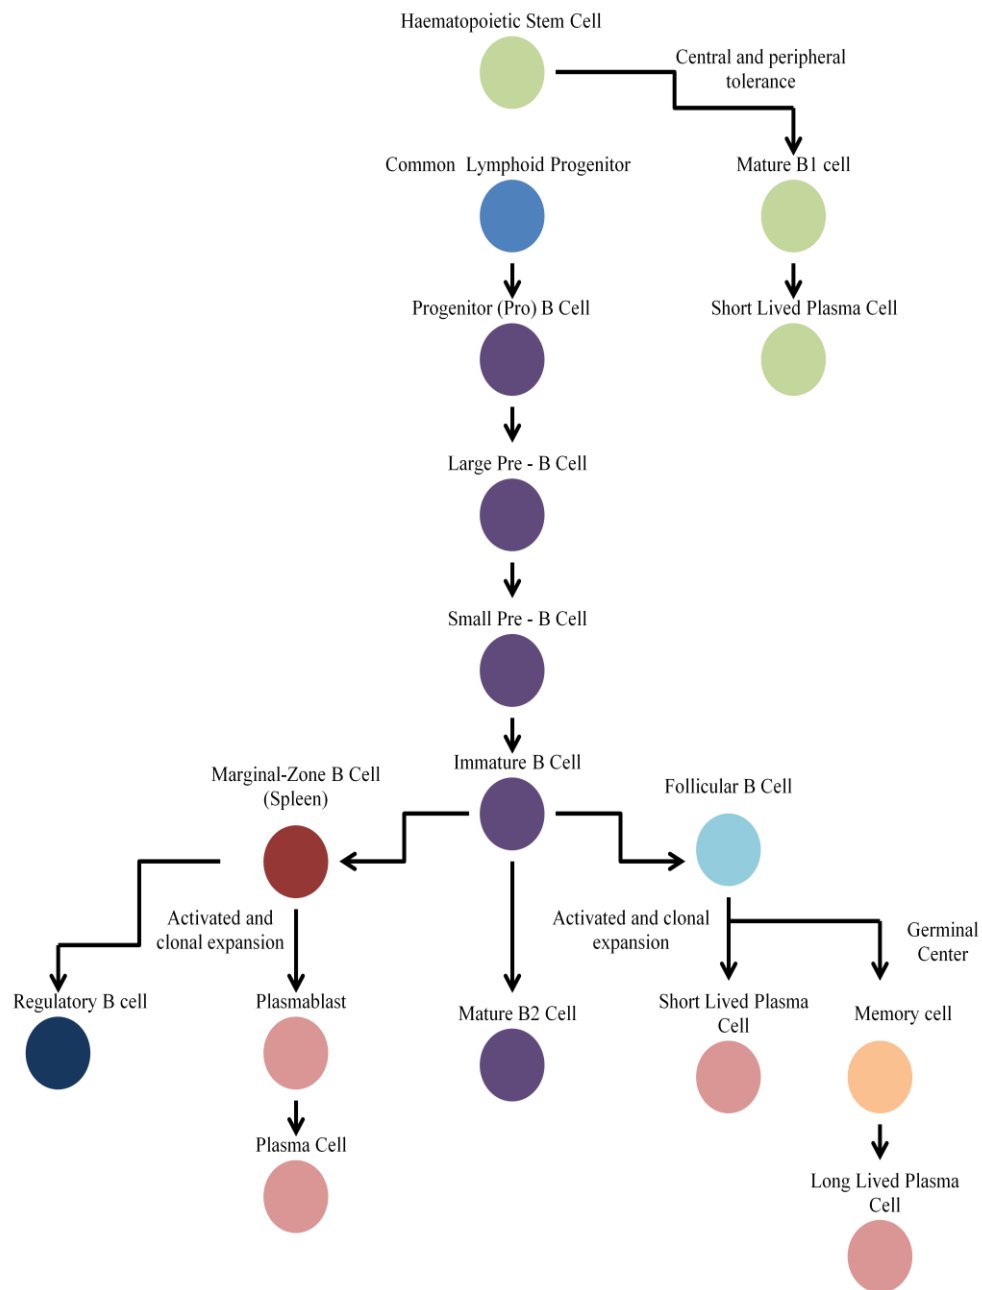 Haematopoietic Stem Cell
Central and peripheral
tolerance
Common Lymphoid Progenitor
Mature B1 cell
Progenitor (Pro) B Cell
Short Lived Plasma Cell
Large Pre - B Cell
Small Pre - B Cell
Immature B Cell
Marginal-Zone B Cell
(Spleen)
Follicular B Cell
Activated and
clonal expansion
Activated and clonal
expansion
Germinal
Center
Regulatory B cell
Plasmablast
Mature B2 Cell
Short Lived Plasma
Cell
Memory cell
Plasma Cell
Long Lived Plasma
Cell